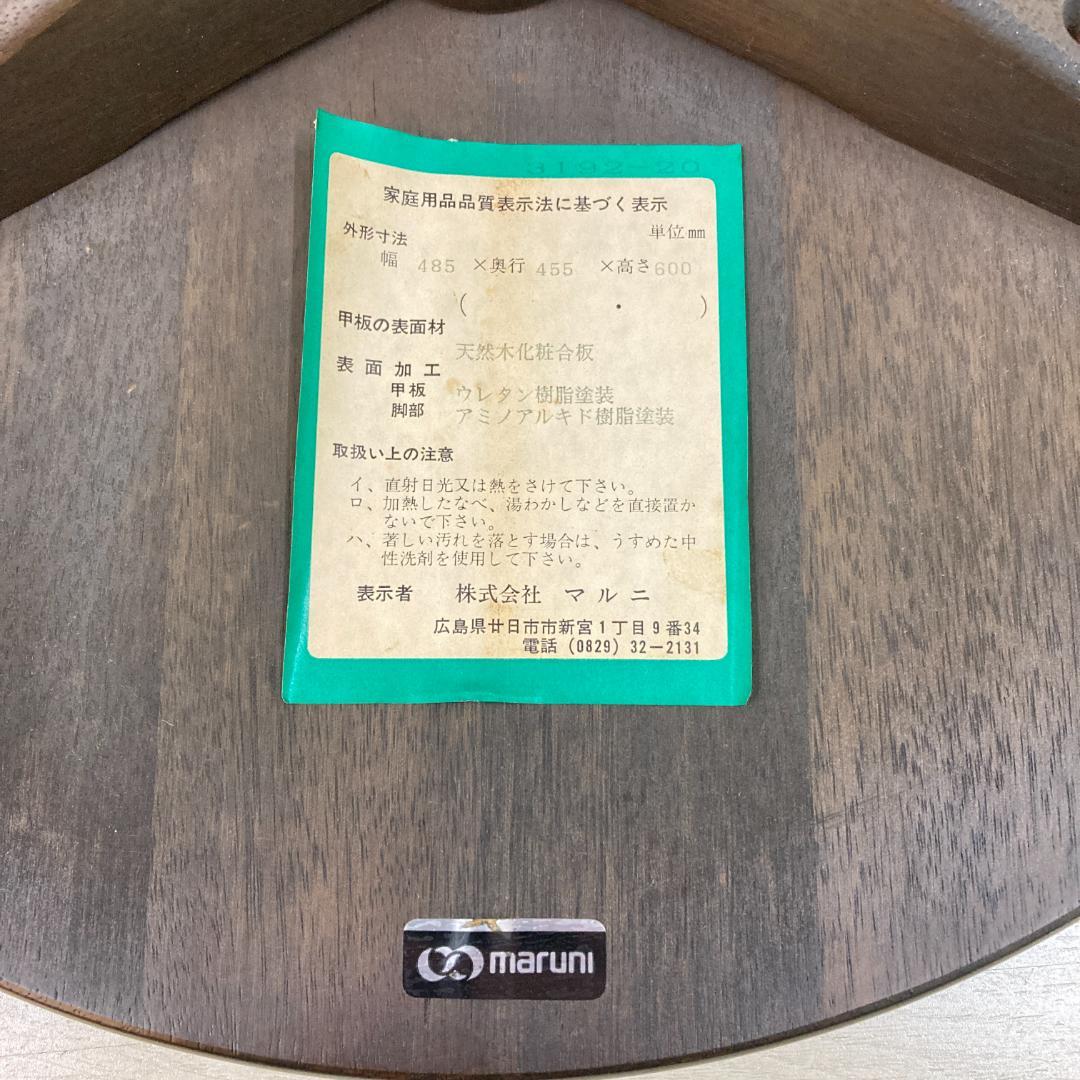 3192-20
家庭用品品質表示法に基づく表示
単位mm
外形寸法
幅 485 ×奥行 455 ×高さ600
( ・ )
甲板の表面材
天然木化粧合板
表面加工
甲板 ウレタン樹脂塗装
脚部 アミノアルキド樹脂塗装
取扱い上の注意
イ、直射日光又は熱をさけて下さい。
ロ、加熱したなべ、湯わかしなどを直接置か
ないで下さい。
ハ、著しい汚れを落とす場合は、うすめた中
性洗剤を使用して下さい。
表示者 株式会社 マルニ
広島県廿日市市新宮1丁目9番34
電話 (0829) 32-2131
maruni